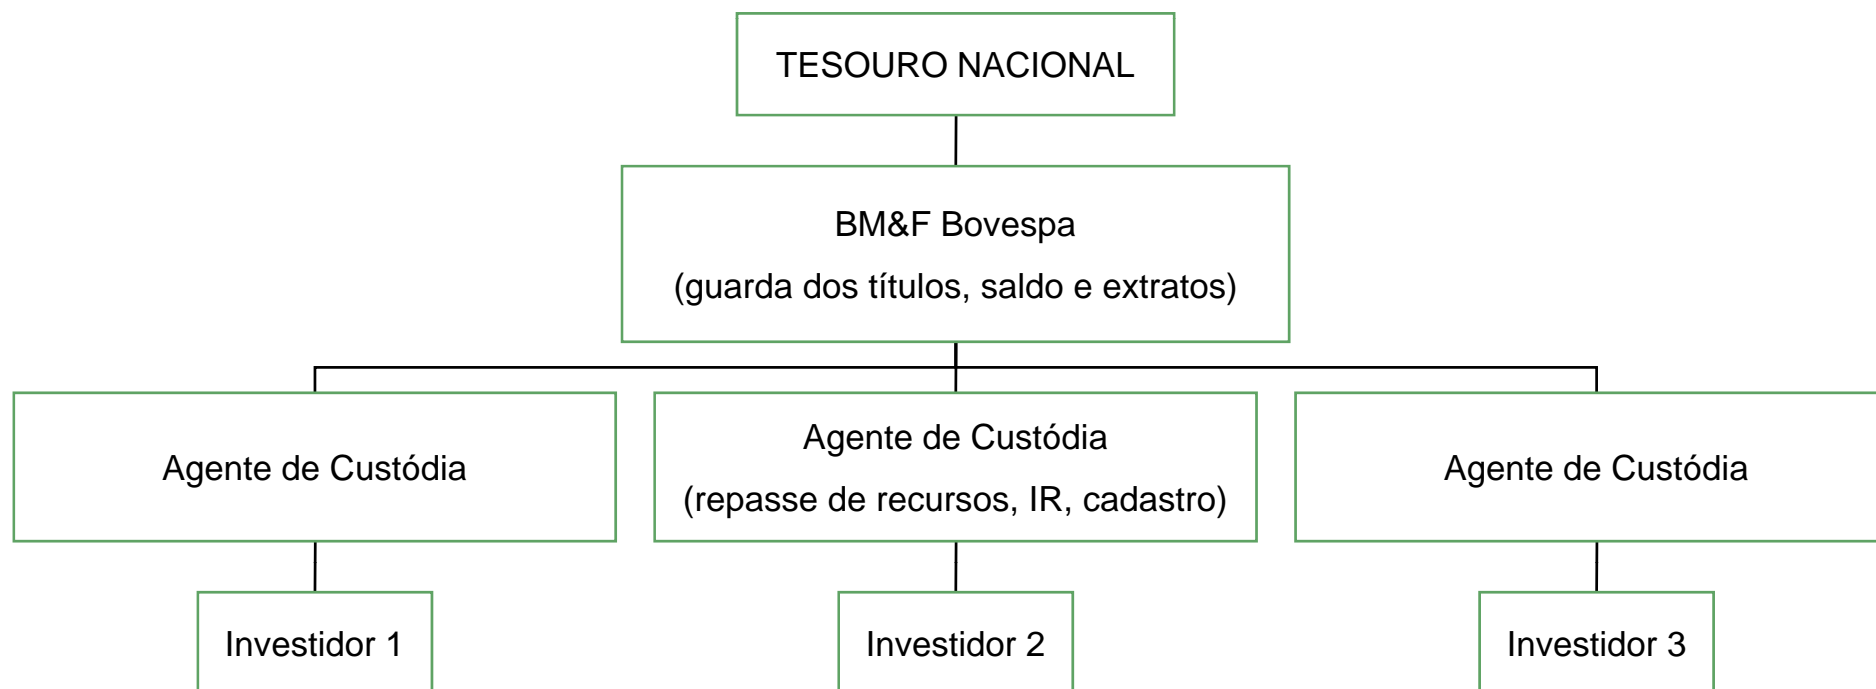 TESOURO NACIONAL
BM&F Bovespa
(guarda dos títulos, saldo e extratos)
Agente de Custódia
Agente de Custódia
(repasse de recursos, IR, cadastro)
Agente de Custódia
Investidor 1
Investidor 2
Investidor 3